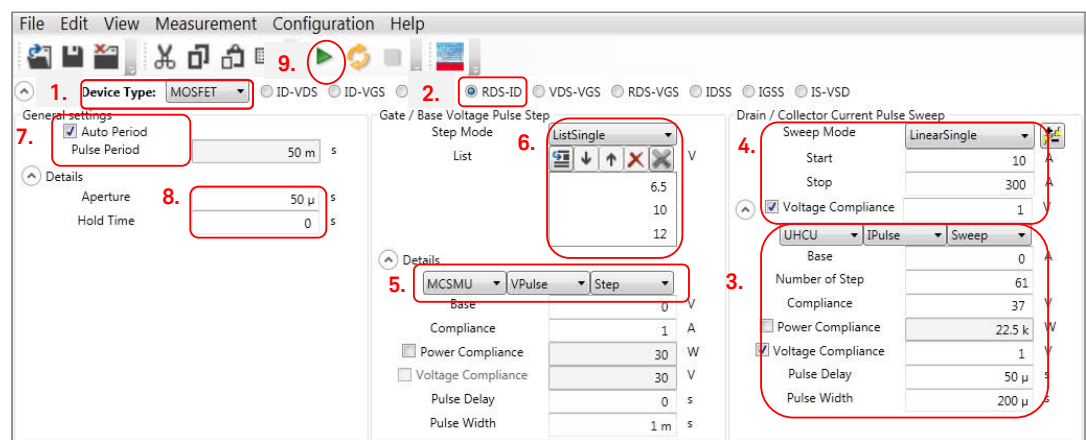 File Edit View Measurement Configuration Help
9.
1. Device Type: MOSFET ID-VDS ID-VGS 2. RDS-ID VDS-VGS RDS-VGS IDSS IGSS IS-VSD
General settings
7. Auto Period
Pulse Period 50 m s
Details
Aperture 8. 50 µ s
Hold Time 0 s
Gate / Base Voltage Pulse Step
Step Mode 6. ListSingle
List V
6.5
10
12
Details
5. MCSMU VPulse Step
Base 0 V
Compliance 1 A
Power Compliance 30 W
Voltage Compliance 30 V
Pulse Delay 0 s
Pulse Width 1 m s
Drain / Collector Current Pulse Sweep
4. Sweep Mode LinearSingle
Start 10 A
Stop 300 A
Voltage Compliance 1 V
UHCU IPulse Sweep
Base 0 A
3. Number of Step 61
Compliance 37 V
Power Compliance 22.5 k W
Voltage Compliance 1 V
Pulse Delay 50 µ s
Pulse Width 200 µ s